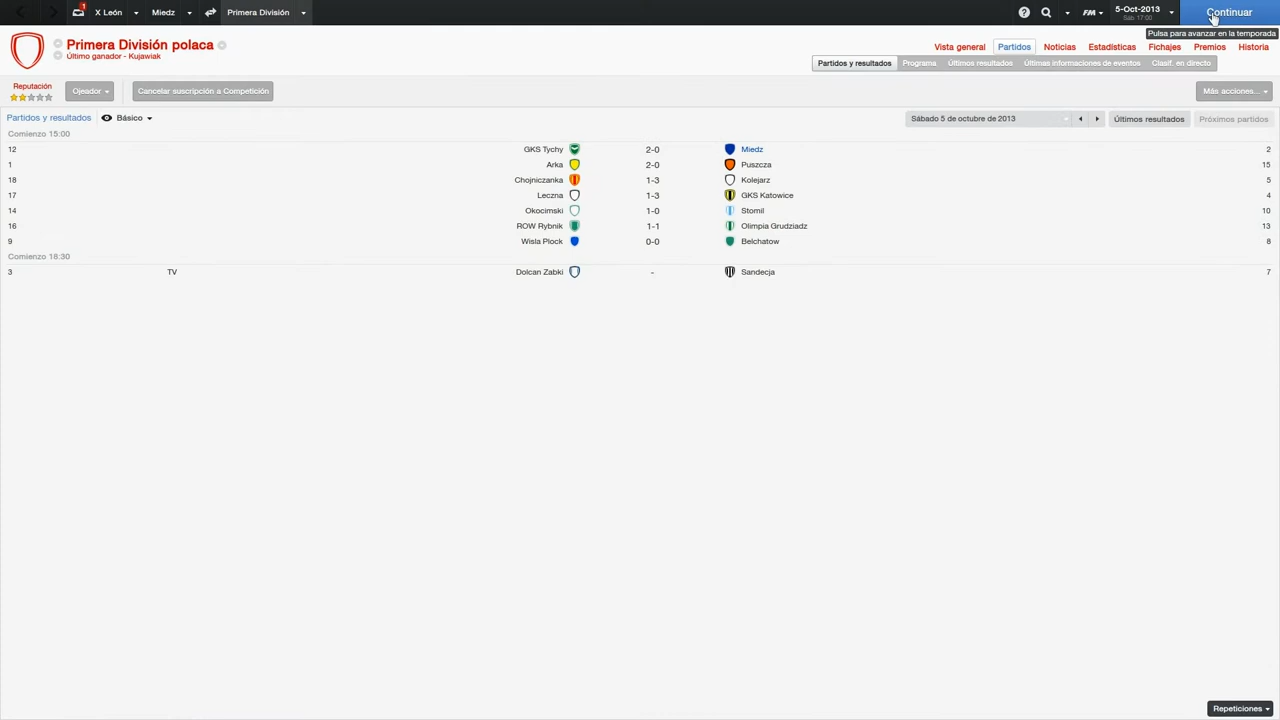 1
X León
Miedz
Primera División
FM
5-Oct-2013
Sáb 17:00
Continuar
Pulsa para avanzar en la temporada
Primera División polaca
Último ganador - Kujawiak
Vista general Partidos Noticias Estadísticas Fichajes Premios Historia
Partidos y resultados Programa Últimos resultados Últimas informaciones de eventos Clasif. en directo
Reputación
Ojeador
Cancelar suscripción a Competición
Más acciones...
Partidos y resultados Básico
Sábado 5 de octubre de 2013
Últimos resultados
Próximos partidos
Comienzo 15:00
12 GKS Tychy 2-0 Miedz 2
1 Arka 2-0 Puszcza 15
18 Chojniczanka 1-3 Kolejarz 5
17 Leczna 1-3 GKS Katowice 4
14 Okocimski 1-0 Stomil 10
16 ROW Rybnik 1-1 Olimpia Grudziadz 13
9 Wisla Plock 0-0 Belchatow 8
Comienzo 18:30
3 TV Dolcan Zabki - Sandecja 7
Repeticiones